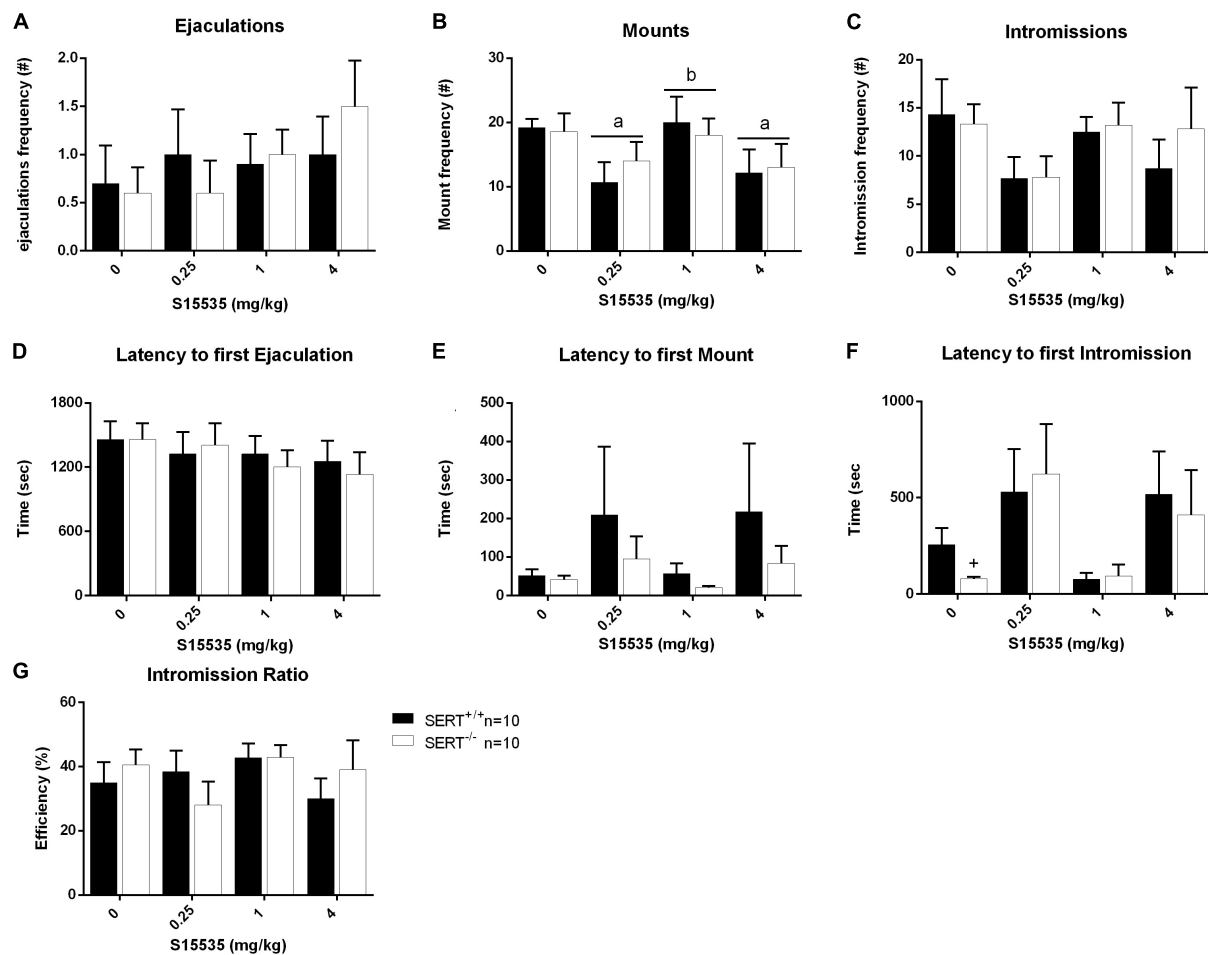 A
Ejaculations
ejaculations frequency (#)
2.0
1.5
1.0
0.5
0.0
0
0.25
1
4
S15535 (mg/kg)
B
Mounts
Mount frequency (#)
30
20
10
0
a
b
a
0
0.25
1
4
S15535 (mg/kg)
C
Intromissions
Intromission frequency (#)
20
15
10
5
0
0
0.25
1
4
S15535 (mg/kg)
D
Latency to first Ejaculation
Time (sec)
1800
1200
600
0
0
0.25
1
4
S15535 (mg/kg)
E
Latency to first Mount
Time (sec)
500
400
300
200
100
0
0
0.25
1
4
S15535 (mg/kg)
F
Latency to first Intromission
Time (sec
1000
500
0
+
0
0.25
1
4
S15535 (mg/kg)
G
Intromission Ratio
Efficiency (%)
60
40
20
0
0
0.25
1
4
S15535 (mg/kg)
SERT+/+ n=10
SERT-/- n=10